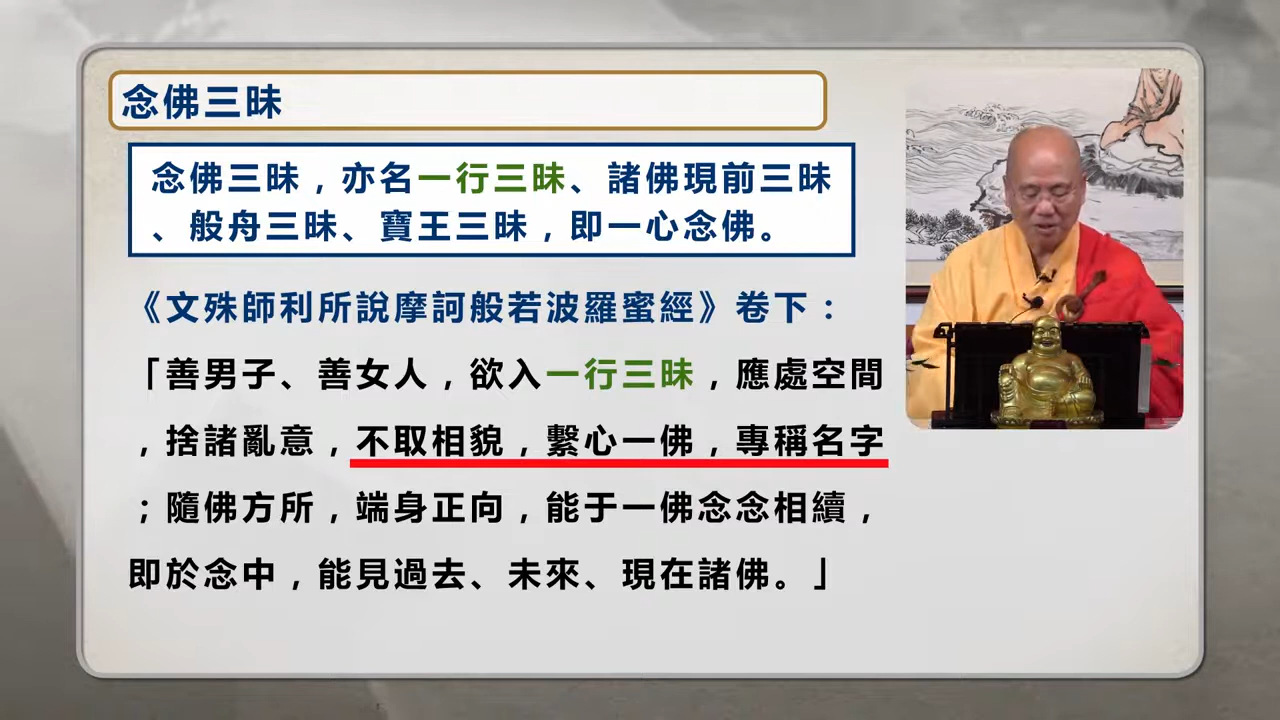 念佛三昧
念佛三昧，亦名一行三昧、諸佛現前三昧
、般舟三昧、寶王三昧，即一心念佛。
《文殊師利所說摩訶般若波羅蜜經》卷下：
「善男子、善女人，欲入一行三昧，應處空間
，捨諸亂意，不取相貌，繫心一佛，專稱名字
；隨佛方所，端身正向，能于一佛念念相續，
即於念中，能見過去、未來、現在諸佛。」